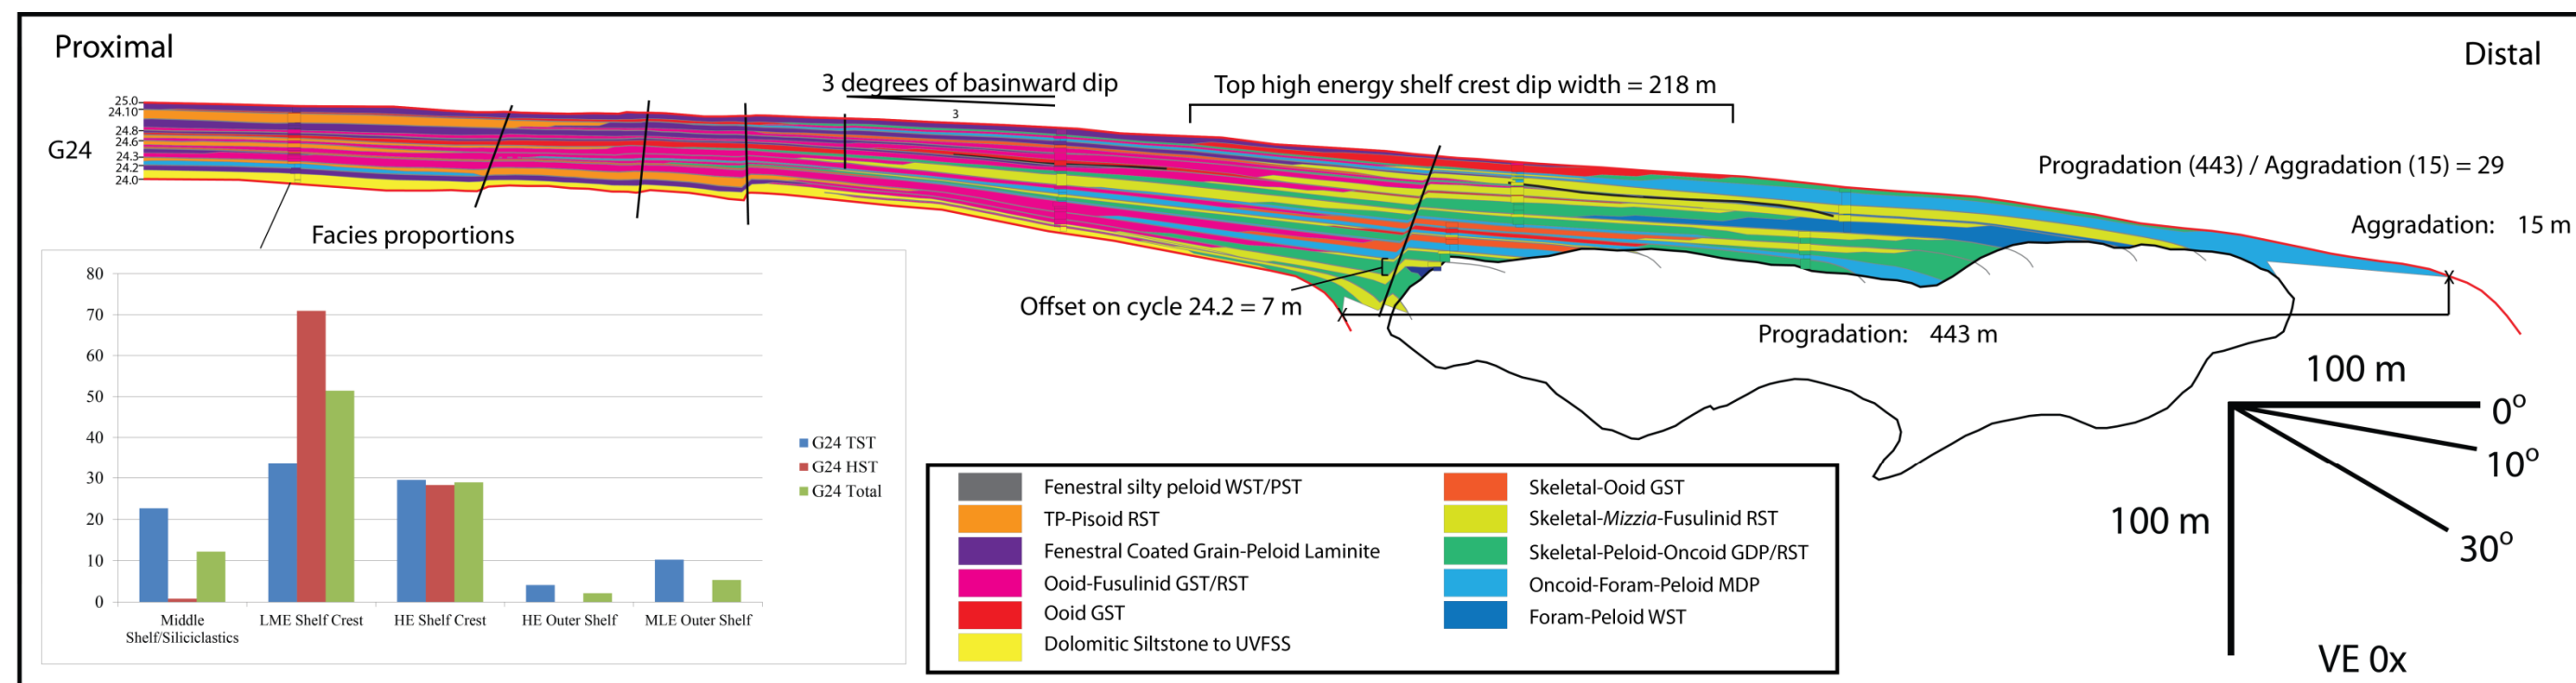 Proximal
Distal
3 degrees of basinward dip
Top high energy shelf crest dip width = 218 m
3
25.0
24.10
24.8
24.6
24.3
24.2
24.0
G24
Progradation (443) / Aggradation (15) = 29
Aggradation: 15 m
Facies proportions
Offset on cycle 24.2 = 7 m
X
X
Progradation: 443 m
80
70
60
50
40
30
20
10
0
Middle
Shelf/Siliciclastics
LME Shelf Crest
HE Shelf Crest
HE Outer Shelf
MLE Outer Shelf
G24 TST
G24 HST
G24 Total
Fenestral silty peloid WST/PST
TP-Pisoid RST
Fenestral Coated Grain-Peloid Laminite
Ooid-Fusulinid GST/RST
Ooid GST
Dolomitic Siltstone to UVFSS
Skeletal-Ooid GST
Skeletal-Mizzia-Fusulinid RST
Skeletal-Peloid-Oncoid GDP/RST
Oncoid-Foram-Peloid MDP
Foram-Peloid WST
100 m
0°
10°
30°
100 m
VE 0x